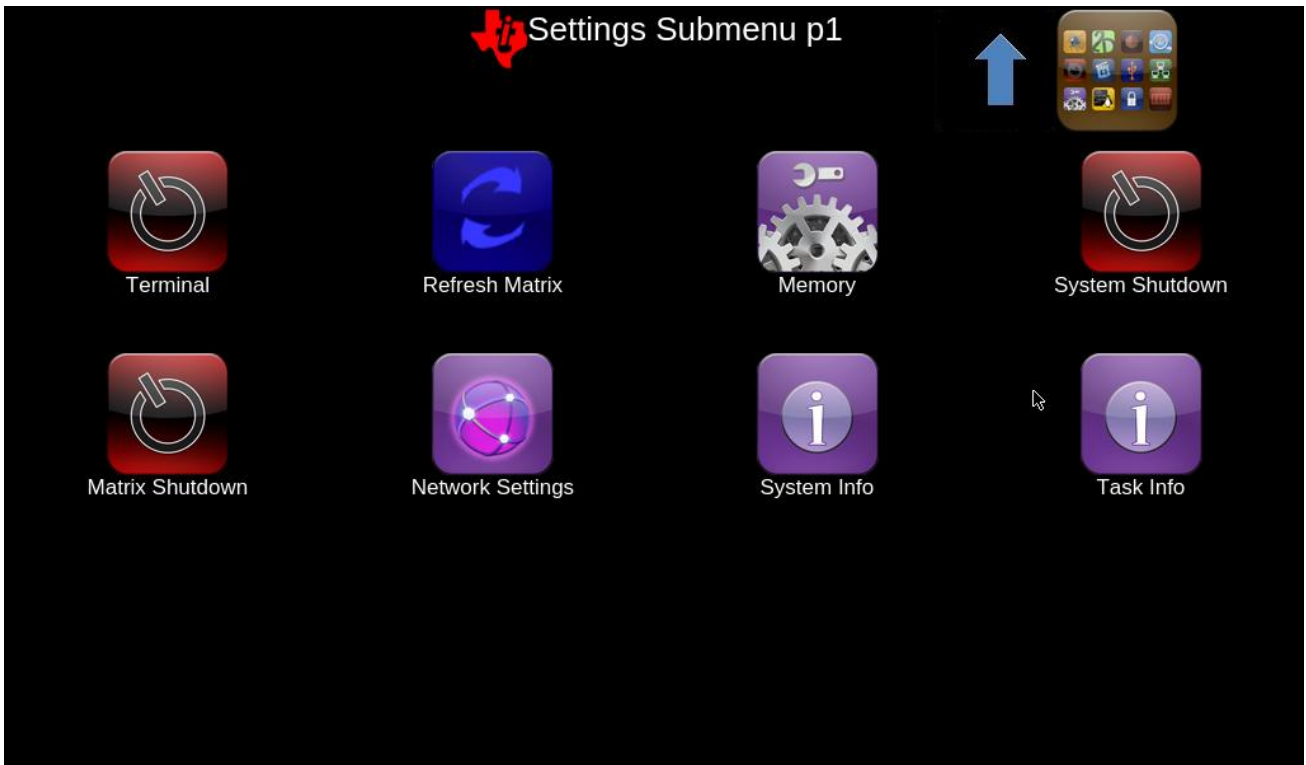 Settings Submenu p1
Terminal
Refresh Matrix
Memory
System Shutdown
Matrix Shutdown
Network Settings
System Info
Task Info